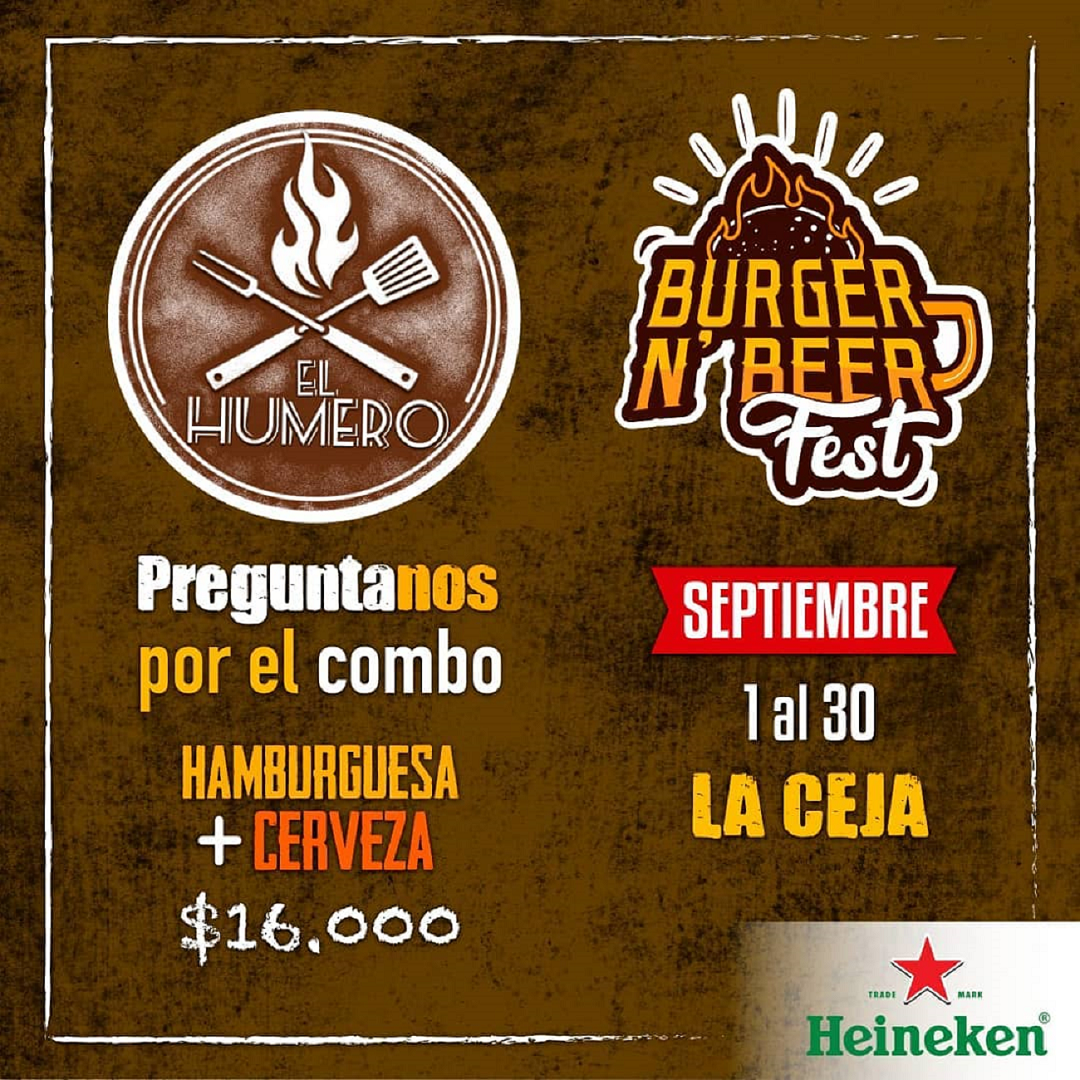 EL
HUMERO
Preguntanos
por el combo
HAMBURGUESA
+ CERVEZA
$16.000
BURGER
N' BEER
Fest
SEPTIEMBRE
1 al 30
LA CEJA
TRADE MARK
Heineken®